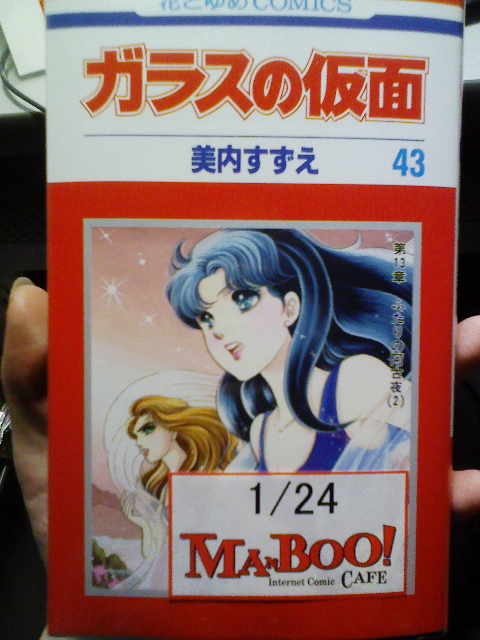 花とゆめCOMICS
ガラスの仮面
美内すずえ 43
第13章 ふたりの阿古夜(2)
1/24
MANBOO!
Internet Comic CAFE